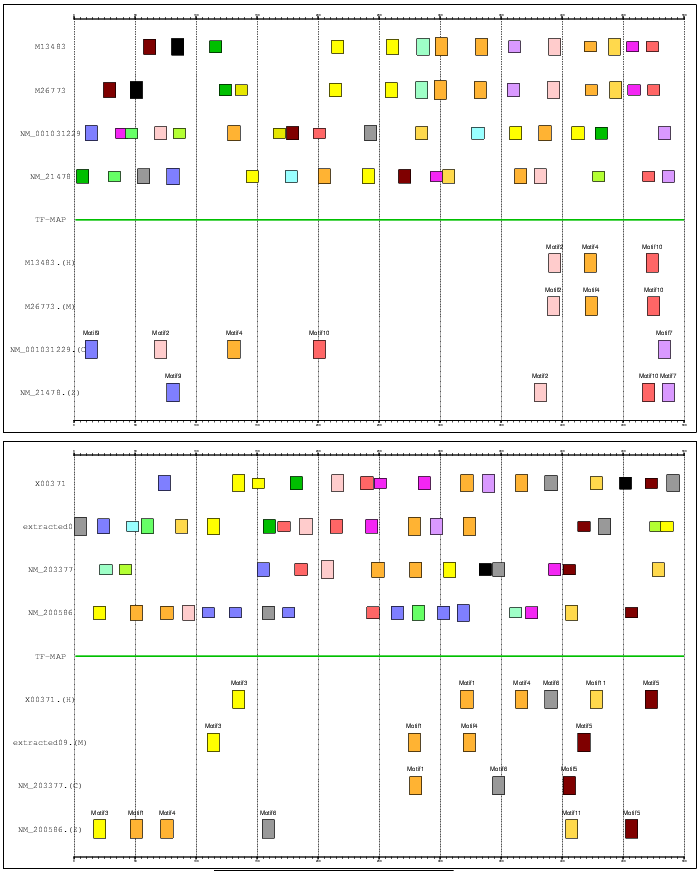 M13483
M26773
NM_001031229
NM_21478
TF-MAP
Motif2 Motif4 Motif10
M13483.(H)
Motif2 Motif4 Motif10
M26773.(M)
Motif9 Motif2 Motif4 Motif10 Motif7
NM_001031229.(C
Motif9 Motif2 Motif10 Motif7
NM_21478.(Z)
X00371
extracted0
NM_203377
NM_200586
TF-MAP
Motif3 Motif1 Motif4 Motif6 Motif11 Motif5
X00371.(H)
Motif3 Motif1 Motif4 Motif5
extracted09.(M)
Motif1 Motif6 Motif5
NM_203377.(C)
Motif3 Motif1 Motif4 Motif6 Motif11 Motif5
NM_200586.(Z)